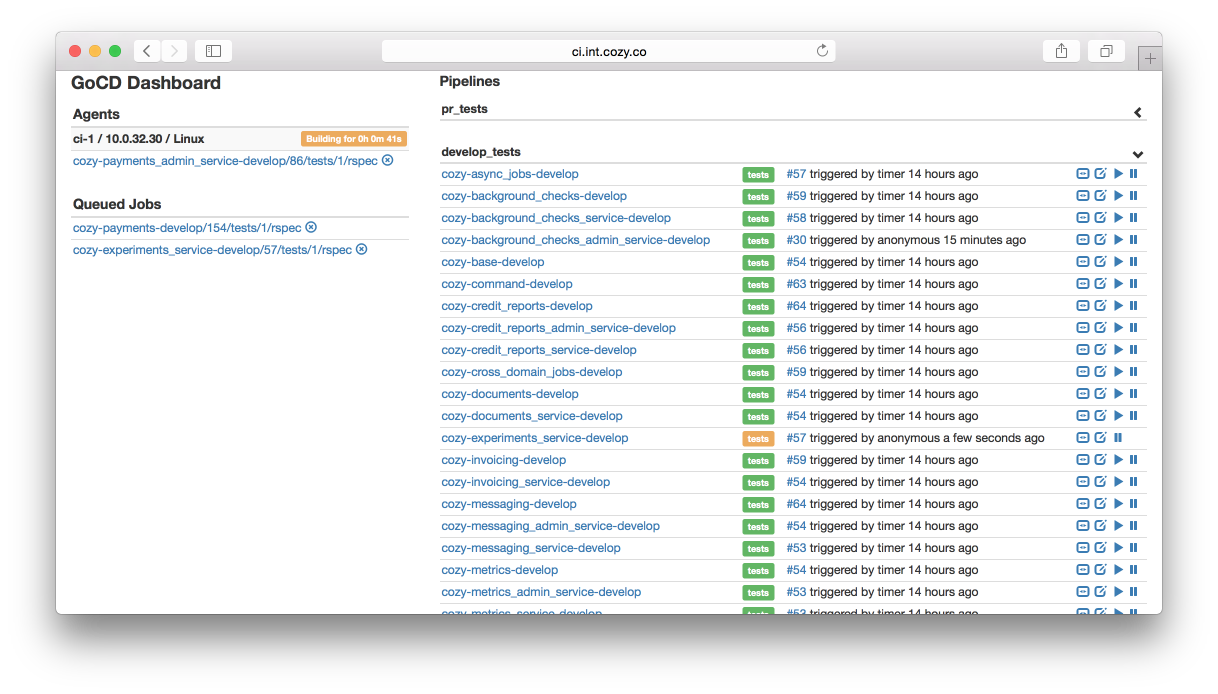 ci.int.cozy.co
GoCD Dashboard
Agents
ci-1 / 10.0.32.30 / Linux Building for 0h 0m 41s
cozy-payments_admin_service-develop/86/tests/1/rspec
Queued Jobs
cozy-payments-develop/154/tests/1/rspec
cozy-experiments_service-develop/57/tests/1/rspec
Pipelines
pr_tests
develop_tests
cozy-async_jobs-develop tests #57 triggered by timer 14 hours ago
cozy-background_checks-develop tests #59 triggered by timer 14 hours ago
cozy-background_checks_service-develop tests #58 triggered by timer 14 hours ago
cozy-background_checks_admin_service-develop tests #30 triggered by anonymous 15 minutes ago
cozy-base-develop tests #54 triggered by timer 14 hours ago
cozy-command-develop tests #63 triggered by timer 14 hours ago
cozy-credit_reports-develop tests #64 triggered by timer 14 hours ago
cozy-credit_reports_admin_service-develop tests #56 triggered by timer 14 hours ago
cozy-credit_reports_service-develop tests #56 triggered by timer 14 hours ago
cozy-cross_domain_jobs-develop tests #59 triggered by timer 14 hours ago
cozy-documents-develop tests #54 triggered by timer 14 hours ago
cozy-documents_service-develop tests #54 triggered by timer 14 hours ago
cozy-experiments_service-develop tests #57 triggered by anonymous a few seconds ago
cozy-invoicing-develop tests #59 triggered by timer 14 hours ago
cozy-invoicing_service-develop tests #54 triggered by timer 14 hours ago
cozy-messaging-develop tests #64 triggered by timer 14 hours ago
cozy-messaging_admin_service-develop tests #54 triggered by timer 14 hours ago
cozy-messaging_service-develop tests #53 triggered by timer 14 hours ago
cozy-metrics-develop tests #54 triggered by timer 14 hours ago
cozy-metrics_admin_service-develop tests #53 triggered by timer 14 hours ago
cozy-metrics_service-develop tests #53 triggered by timer 14 hours ago